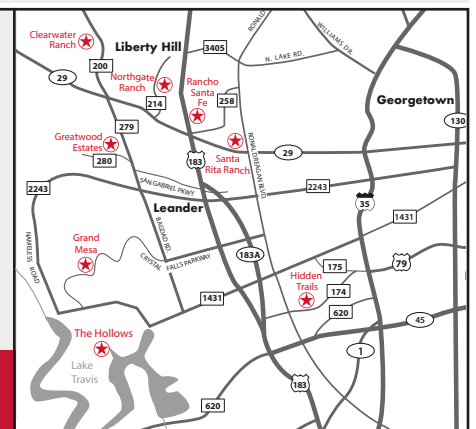 Clearwater
Ranch
Liberty Hill
3405
RONALD
WILLIAMS DR.
N. LAKE RD.
200
29
Northgate
Ranch
Rancho
Santa
Fe
258
214
Georgetown
130
279
Greatwood
Estates
280
183
Santa
Rita Ranch
RONALD REAGAN BLVD.
29
2243
SAN GABRIEL PKWY.
2243
Leander
35
1431
NAMELESS ROAD
BAGDAD RD.
Grand
Mesa
CRYSTAL FALLS PARKWAY
183A
175
79
Hidden
Trails
174
1431
620
45
The Hollows
Lake
Travis
1
183
620